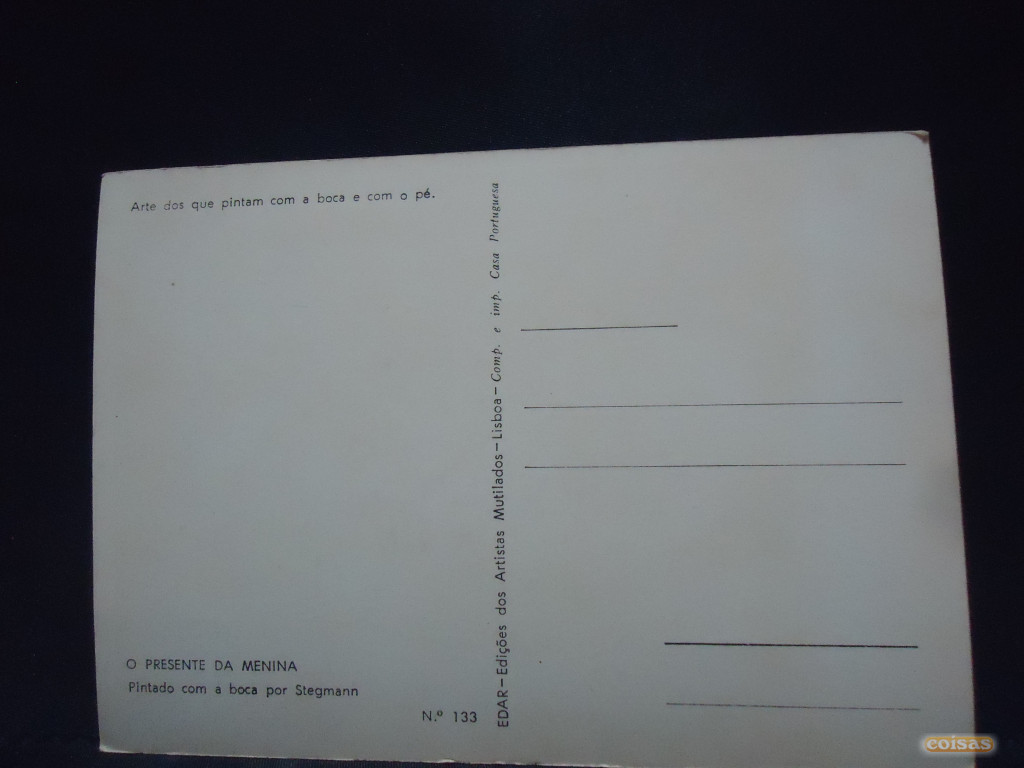 Arte dos que pintam com a boca e com o pé.
O PRESENTE DA MENINA
Pintado com a boca por Stegmann
N.º 133
EDAR — Edições dos Artistas Mutilados — Lisboa — Comp. e imp. Casa Portuguesa
coisas